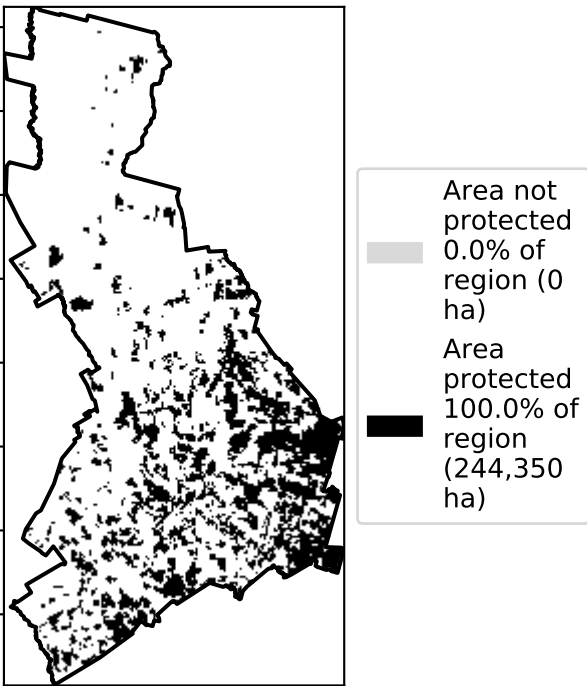 Area not
protected
0.0% of
region (0
ha)
Area
protected
100.0% of
region
(244,350
ha)